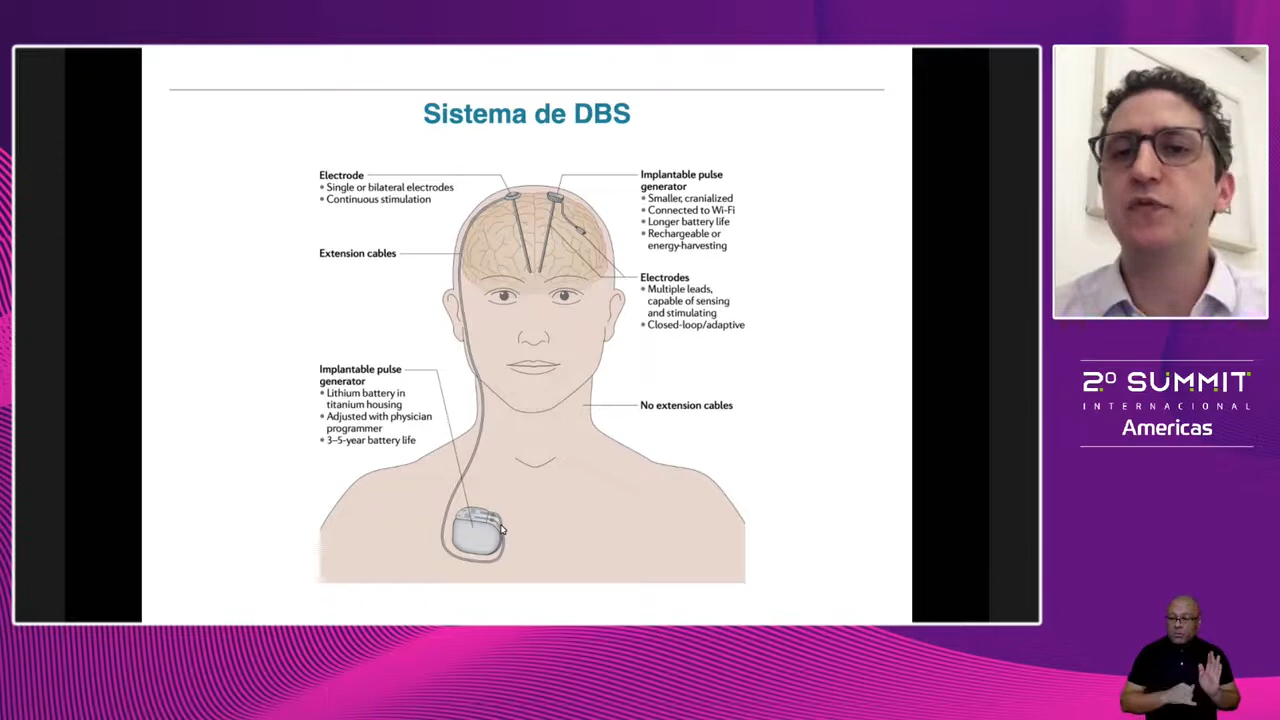 Sistema de DBS
Electrode
• Single or bilateral electrodes
• Continuous stimulation
Extension cables
Implantable pulse
generator
• Lithium battery in
titanium housing
• Adjusted with physician
programmer
• 3–5-year battery life
Implantable pulse
generator
• Smaller, cranialized
• Connected to Wi-Fi
• Longer battery life
• Rechargeable or
energy-harvesting
Electrodes
• Multiple leads,
capable of sensing
and stimulating
• Closed-loop/adaptive
No extension cables
2º SUMMIT
INTERNACIONAL
Americas